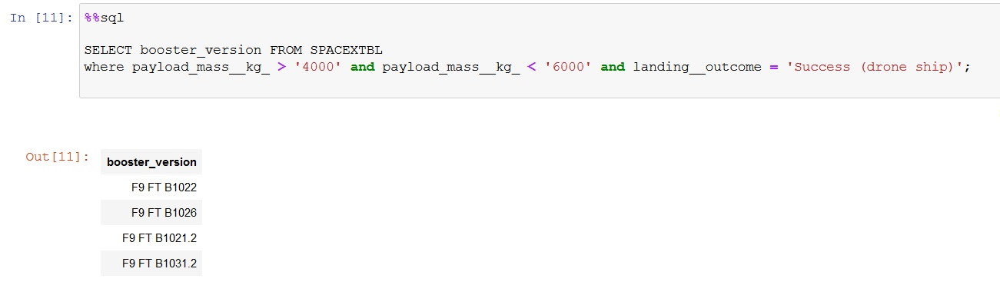 In [11]: %%sql
SELECT booster_version FROM SPACEXTBL
where payload_mass__kg_ > '4000' and payload_mass__kg_ < '6000' and landing__outcome = 'Success (drone ship)';
Out[11]: booster_version
F9 FT B1022
F9 FT B1026
F9 FT B1021.2
F9 FT B1031.2